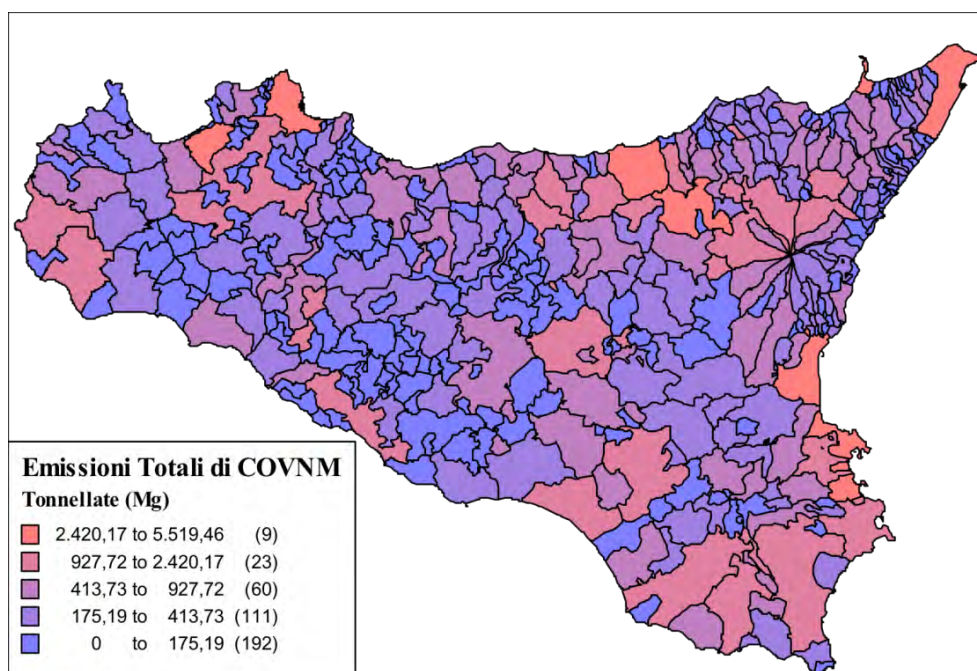 Emissioni Totali di COVNM
Tonnellate (Mg)
2.420,17 to 5.519,46 (9)
927,72 to 2.420,17 (23)
413,73 to 927,72 (60)
175,19 to 413,73 (111)
0 to 175,19 (192)